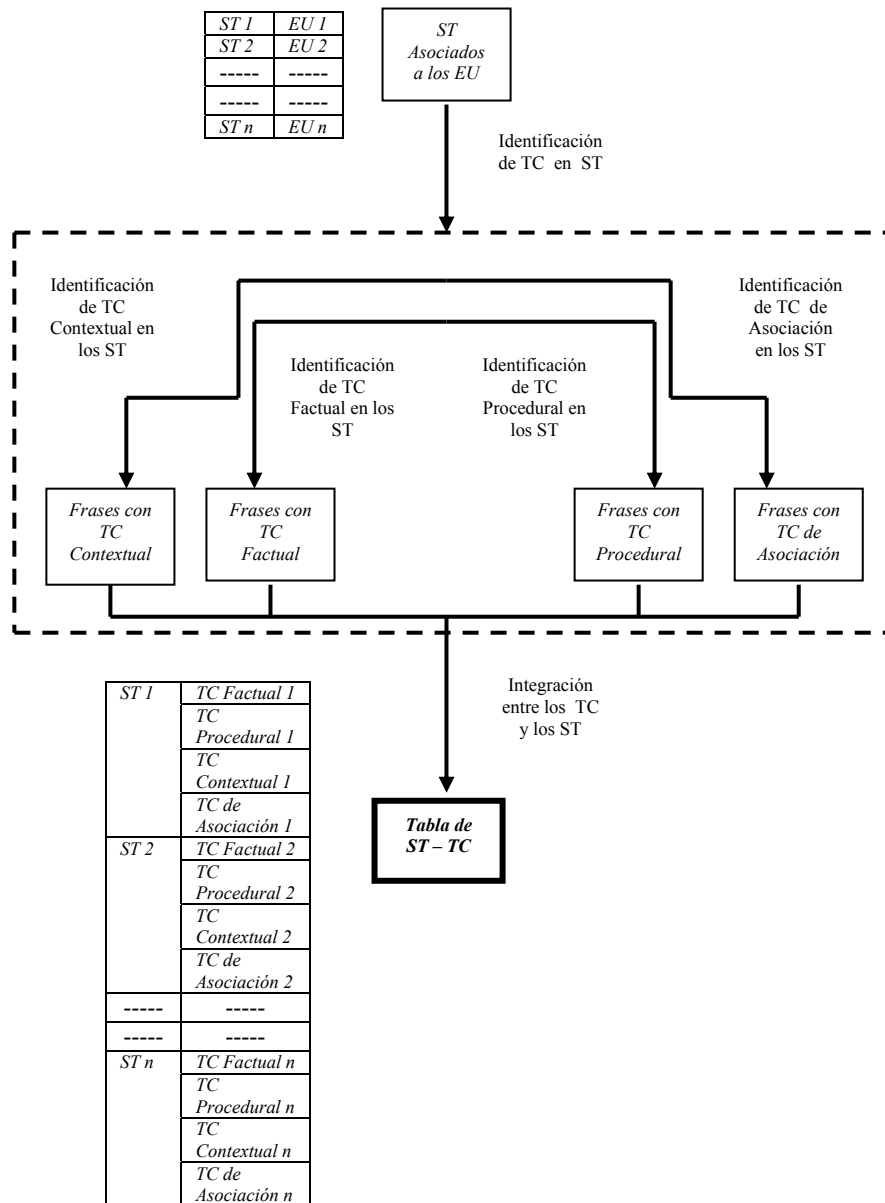 ST 1 EU 1
ST 2 EU 2
----- -----
----- -----
ST n EU n
ST
Asociados
a los EU
Identificación
de TC en ST
Identificación
de TC
Contextual en
los ST
Identificación
de TC
Factual en los
ST
Identificación
de TC
Procedural en
los ST
Identificación
de TC de
Asociación
en los ST
Frases con
TC
Contextual
Frases con
TC
Factual
Frases con
TC
Procedural
Frases con
TC de
Asociación
Integración
entre los TC
y los ST
Tabla de
ST – TC
ST 1 TC Factual 1
TC
Procedural 1
TC
Contextual 1
TC de
Asociación 1
ST 2 TC Factual 2
TC
Procedural 2
TC
Contextual 2
TC de
Asociación 2
----- -----
----- -----
ST n TC Factual n
TC
Procedural n
TC
Contextual n
TC de
Asociación n